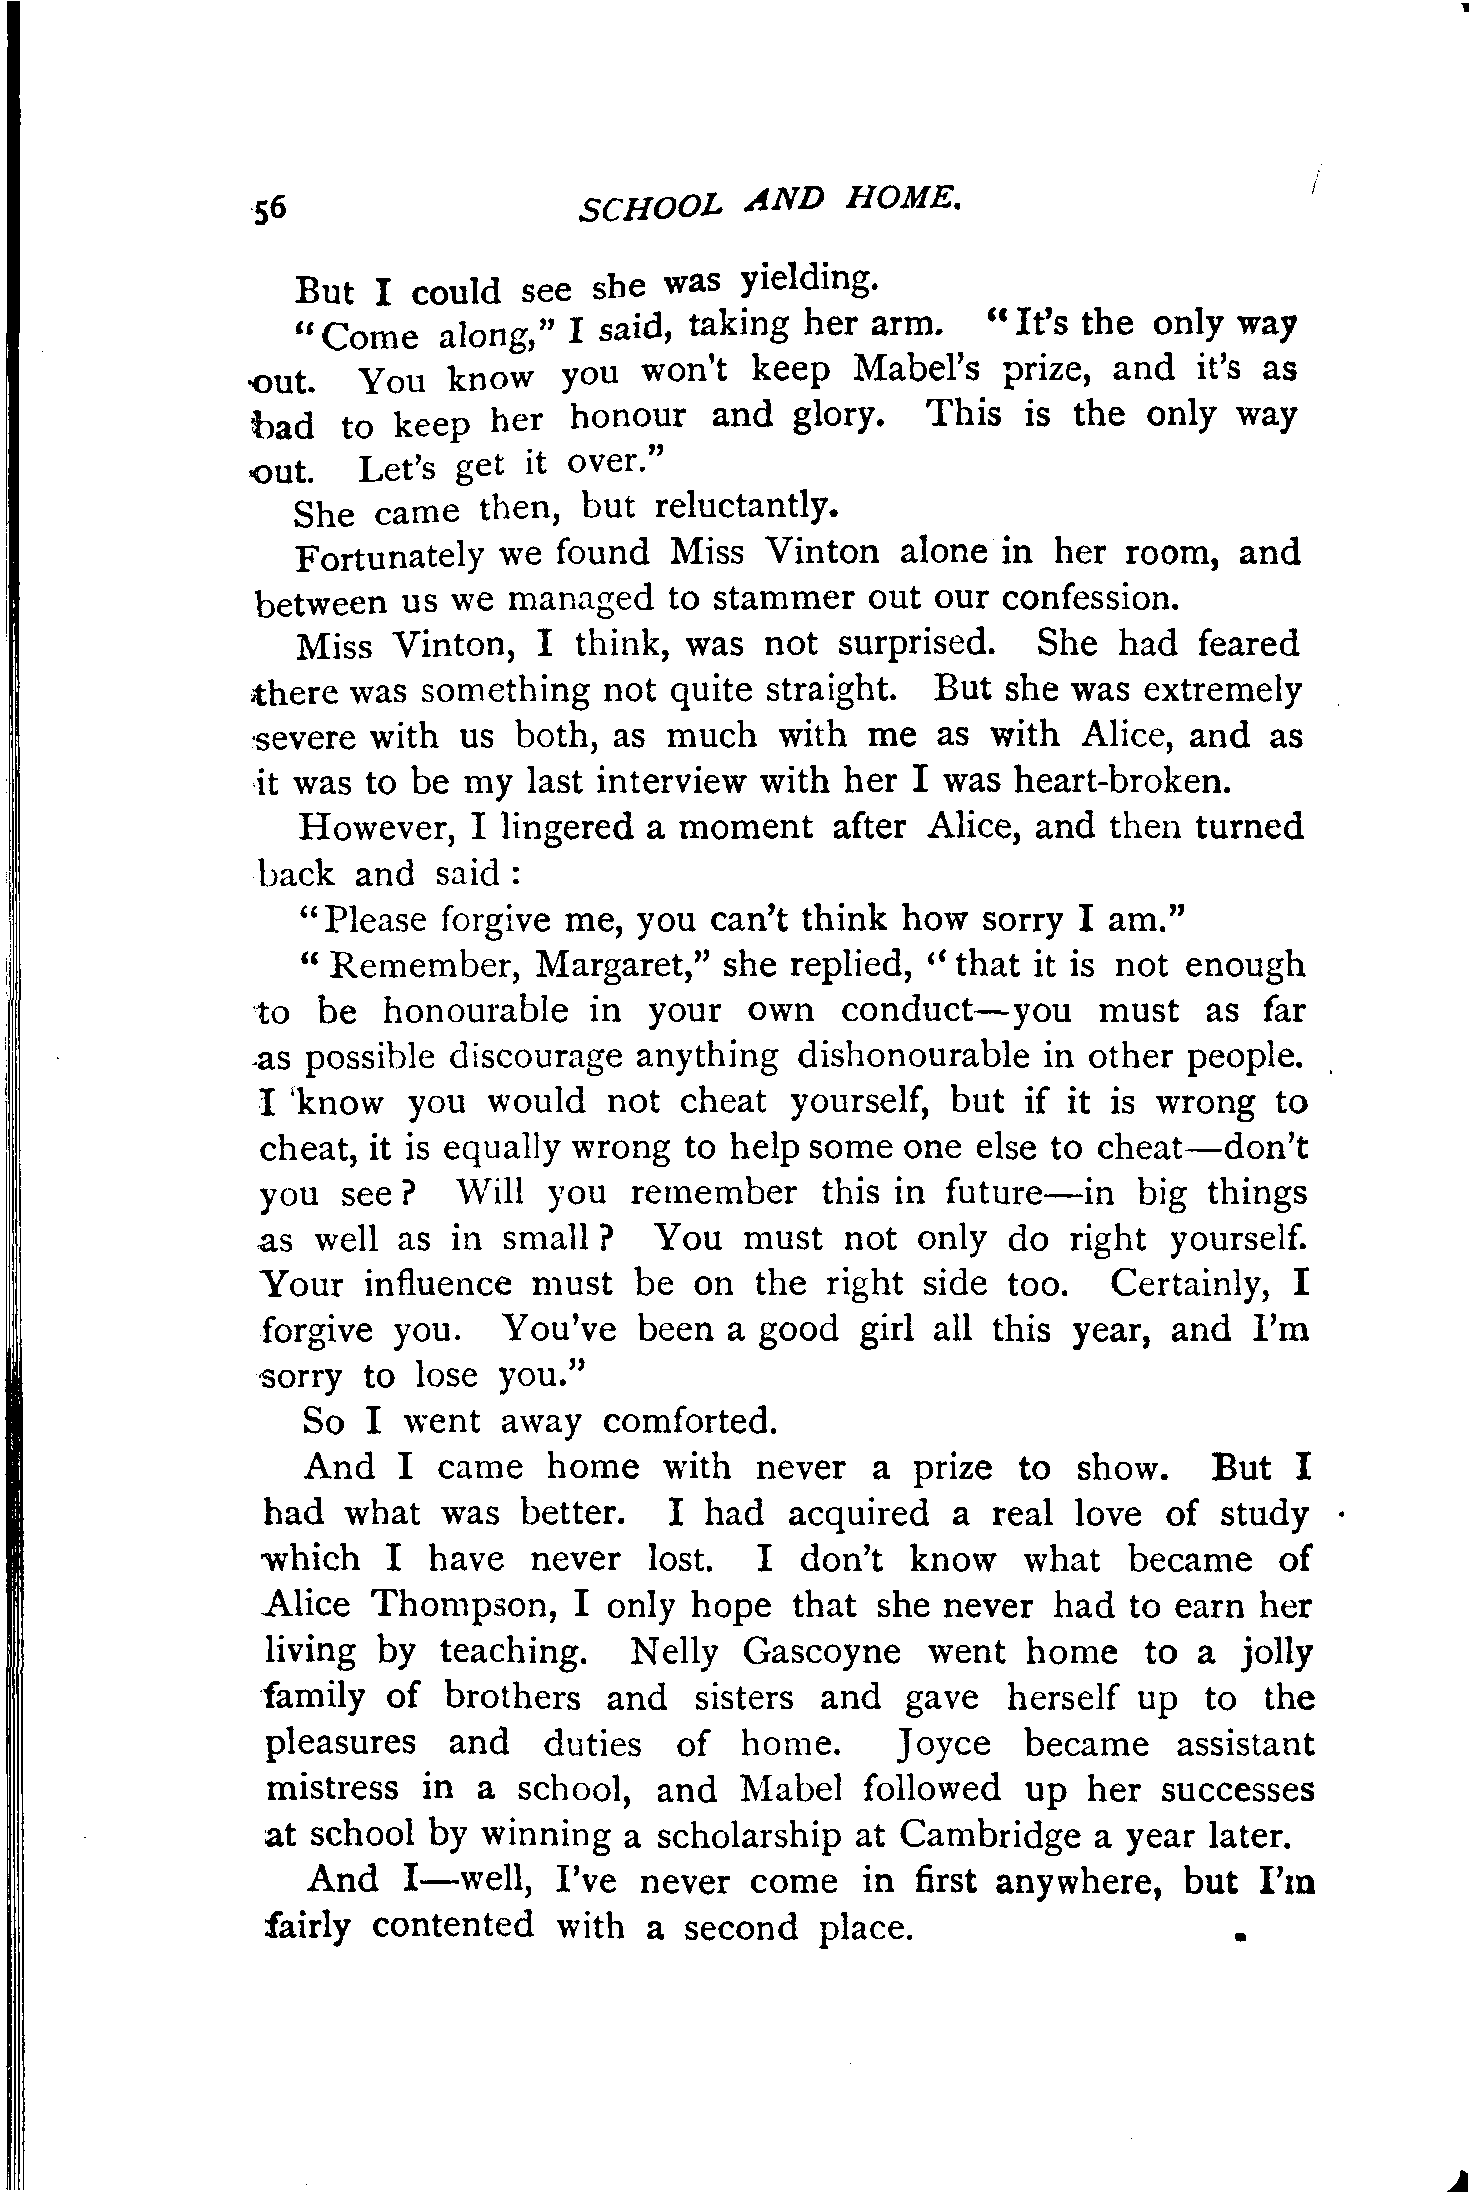 56 SCHOOL AND HOME.
But I could see she was yielding.
"Come along," I said, taking her arm. "It's the only way
out. You know you won't keep Mabel's prize, and it's as
bad to keep her honour and glory. This is the only way
out. Let's get it over."
She came then, but reluctantly.
Fortunately we found Miss Vinton alone in her room, and
between us we managed to stammer out our confession.
Miss Vinton, I think, was not surprised. She had feared
there was something not quite straight. But she was extremely
severe with us both, as much with me as with Alice, and as
it was to be my last interview with her I was heart-broken.
However, I lingered a moment after Alice, and then turned
back and said :
"Please forgive me, you can't think how sorry I am."
"Remember, Margaret," she replied, "that it is not enough
to be honourable in your own conduct—you must as far
as possible discourage anything dishonourable in other people.
I know you would not cheat yourself, but if it is wrong to
cheat, it is equally wrong to help some one else to cheat—don't
you see? Will you remember this in future—in big things
as well as in small? You must not only do right yourself.
Your influence must be on the right side too. Certainly, I
forgive you. You've been a good girl all this year, and I'm
sorry to lose you."
So I went away comforted.
And I came home with never a prize to show. But I
had what was better. I had acquired a real love of study
which I have never lost. I don't know what became of
Alice Thompson, I only hope that she never had to earn her
living by teaching. Nelly Gascoyne went home to a jolly
family of brothers and sisters and gave herself up to the
pleasures and duties of home. Joyce became assistant
mistress in a school, and Mabel followed up her successes
at school by winning a scholarship at Cambridge a year later.
And I—well, I've never come in first anywhere, but I'm
fairly contented with a second place.